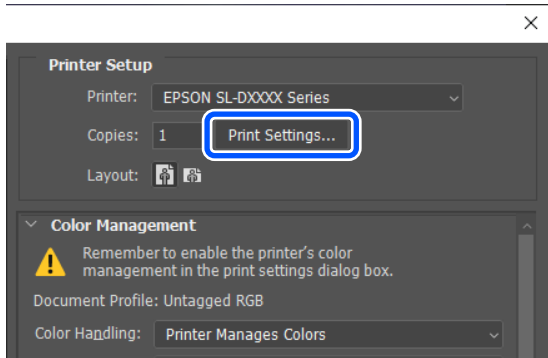 Printer Setup
Printer: EPSON SL-DXXXX Series
Copies: 1 Print Settings...
Layout:
Color Management
Remember to enable the printer's color
management in the print settings dialog box.
Document Profile: Untagged RGB
Color Handling: Printer Manages Colors